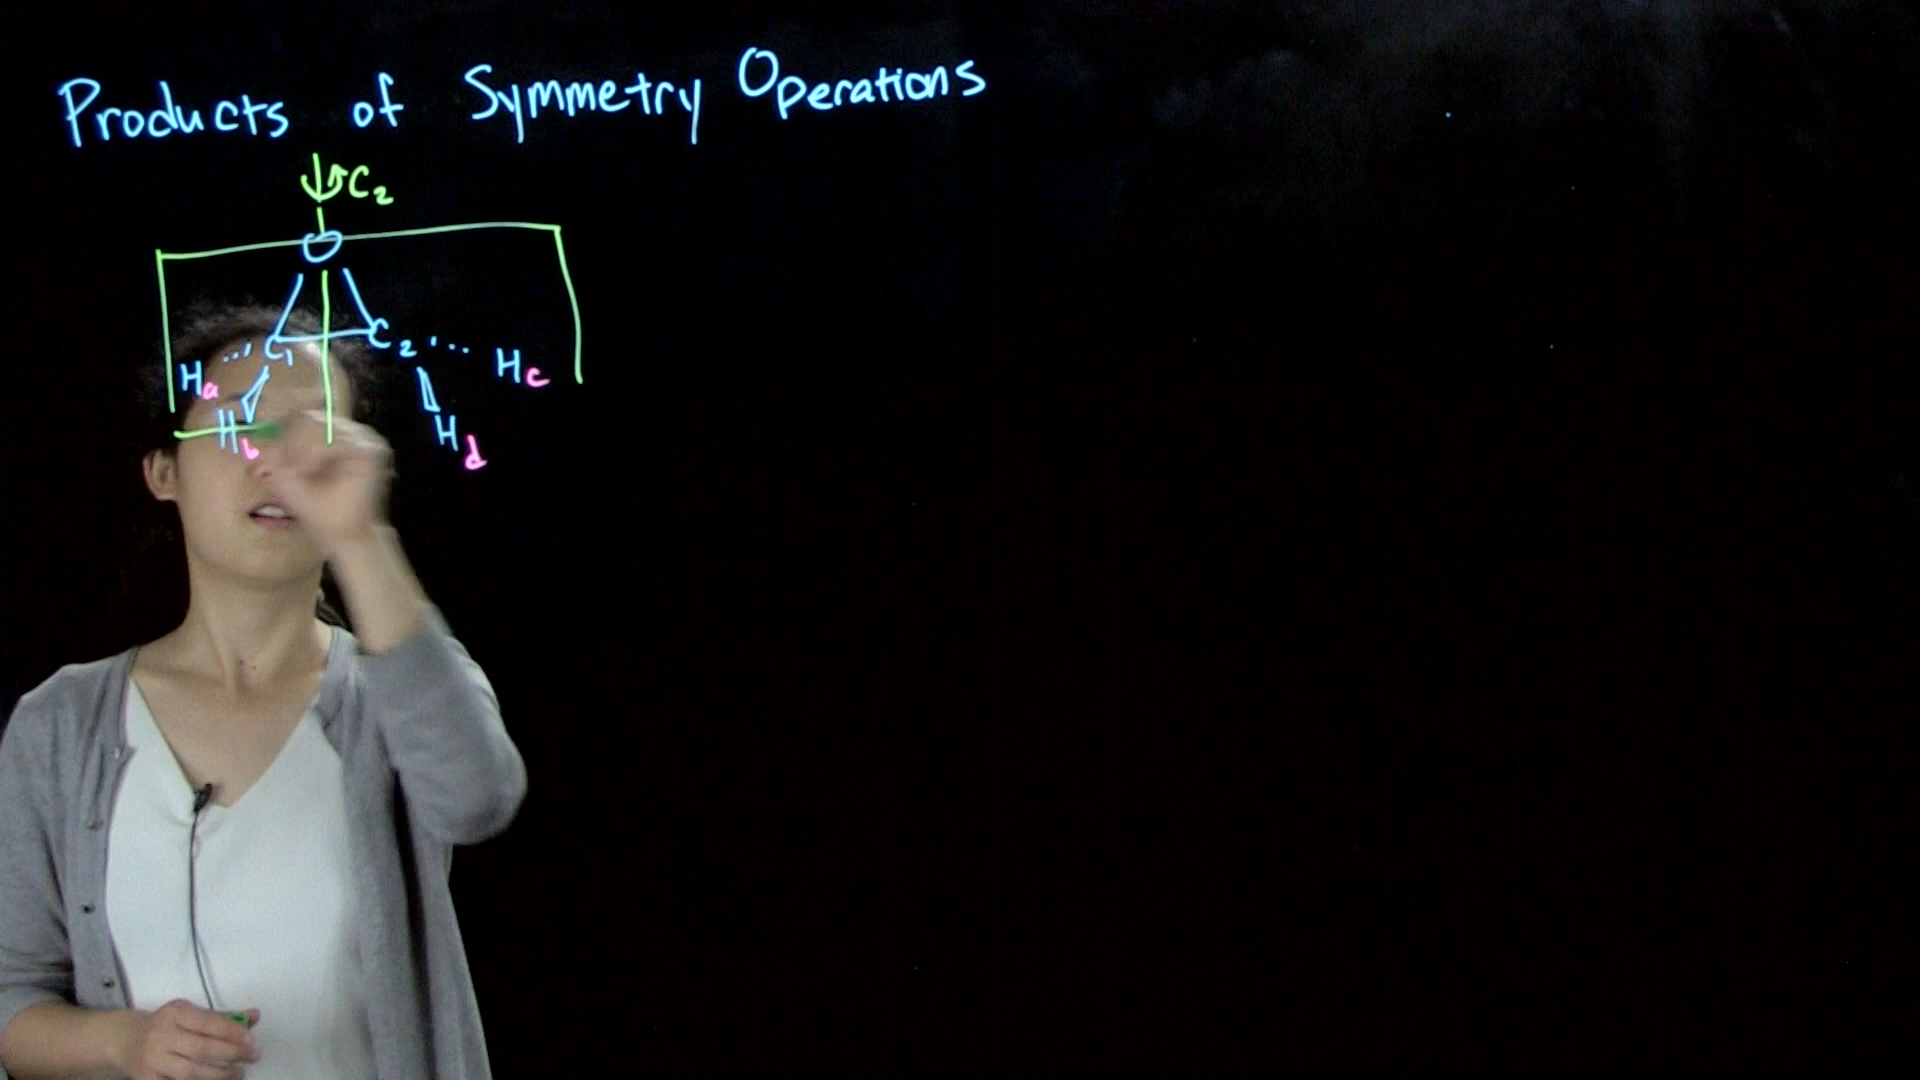 Products of Symmetry Operations
C2
O
C1 C2
Ha Hc
Hb Hd